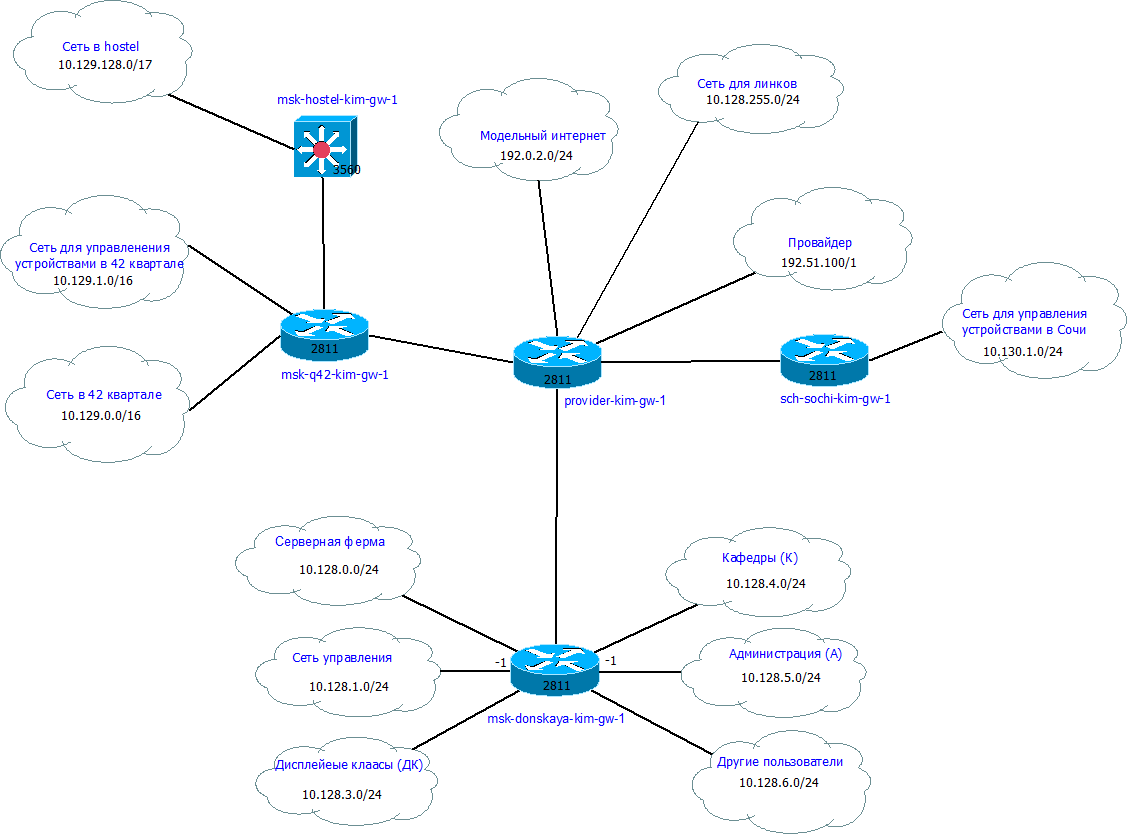 Сеть в hostel
10.129.128.0/17
msk-hostel-kim-gw-1
3560
Модельный интернет
192.0.2.0/24
Сеть для линков
10.128.255.0/24
Провайдер
192.51.100/1
Сеть для управленения
устройствами в 42 квартале
10.129.1.0/16
Сеть для управления
устройствами в Сочи
10.130.1.0/24
2811
msk-q42-kim-gw-1
2811
provider-kim-gw-1
2811
sch-sochi-kim-gw-1
Сеть в 42 квартале
10.129.0.0/16
Серверная ферма
10.128.0.0/24
Кафедры (К)
10.128.4.0/24
Сеть управления
10.128.1.0/24
-1
-1
2811
msk-donskaya-kim-gw-1
Администрация (А)
10.128.5.0/24
Дисплейеые клаасы (ДК)
10.128.3.0/24
Другие пользователи
10.128.6.0/24